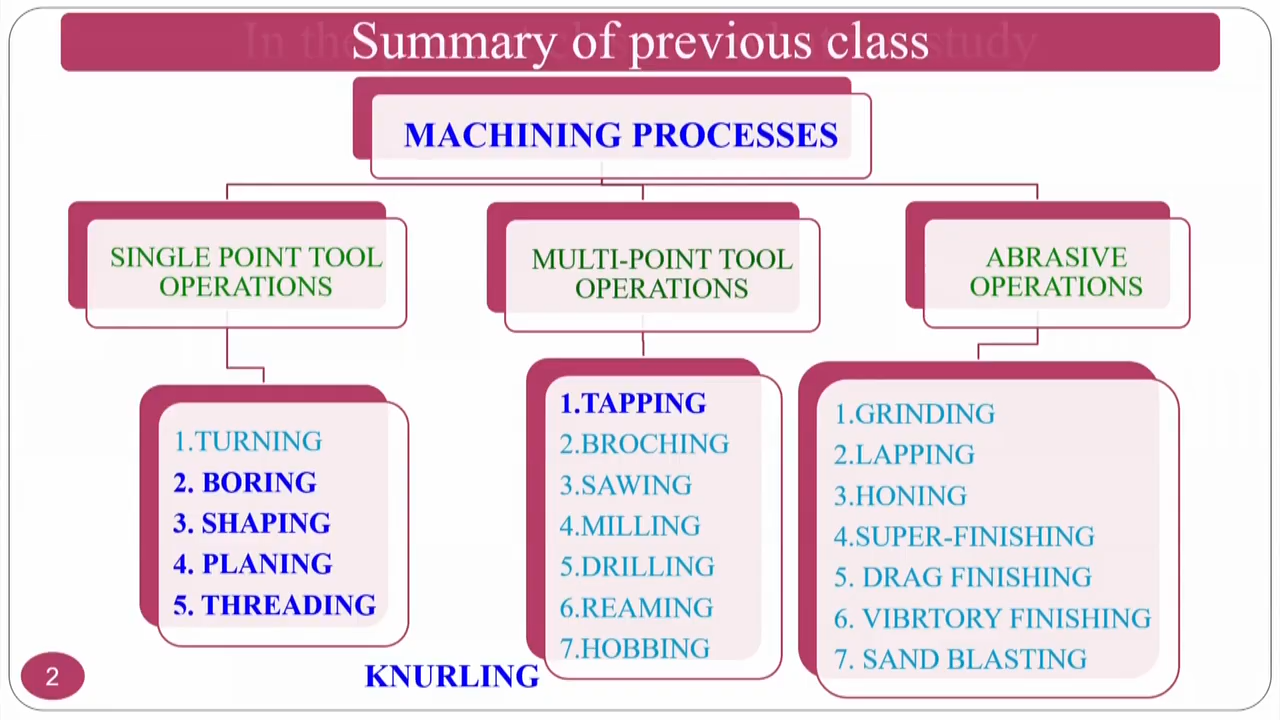 Summary of previous class
MACHINING PROCESSES
SINGLE POINT TOOL
OPERATIONS
MULTI-POINT TOOL
OPERATIONS
ABRASIVE
OPERATIONS
1.TURNING
2. BORING
3. SHAPING
4. PLANING
5. THREADING
1.TAPPING
2.BROCHING
3.SAWING
4.MILLING
5.DRILLING
6.REAMING
7.HOBBING
1.GRINDING
2.LAPPING
3.HONING
4.SUPER-FINISHING
5. DRAG FINISHING
6. VIBRTORY FINISHING
7. SAND BLASTING
KNURLING
2